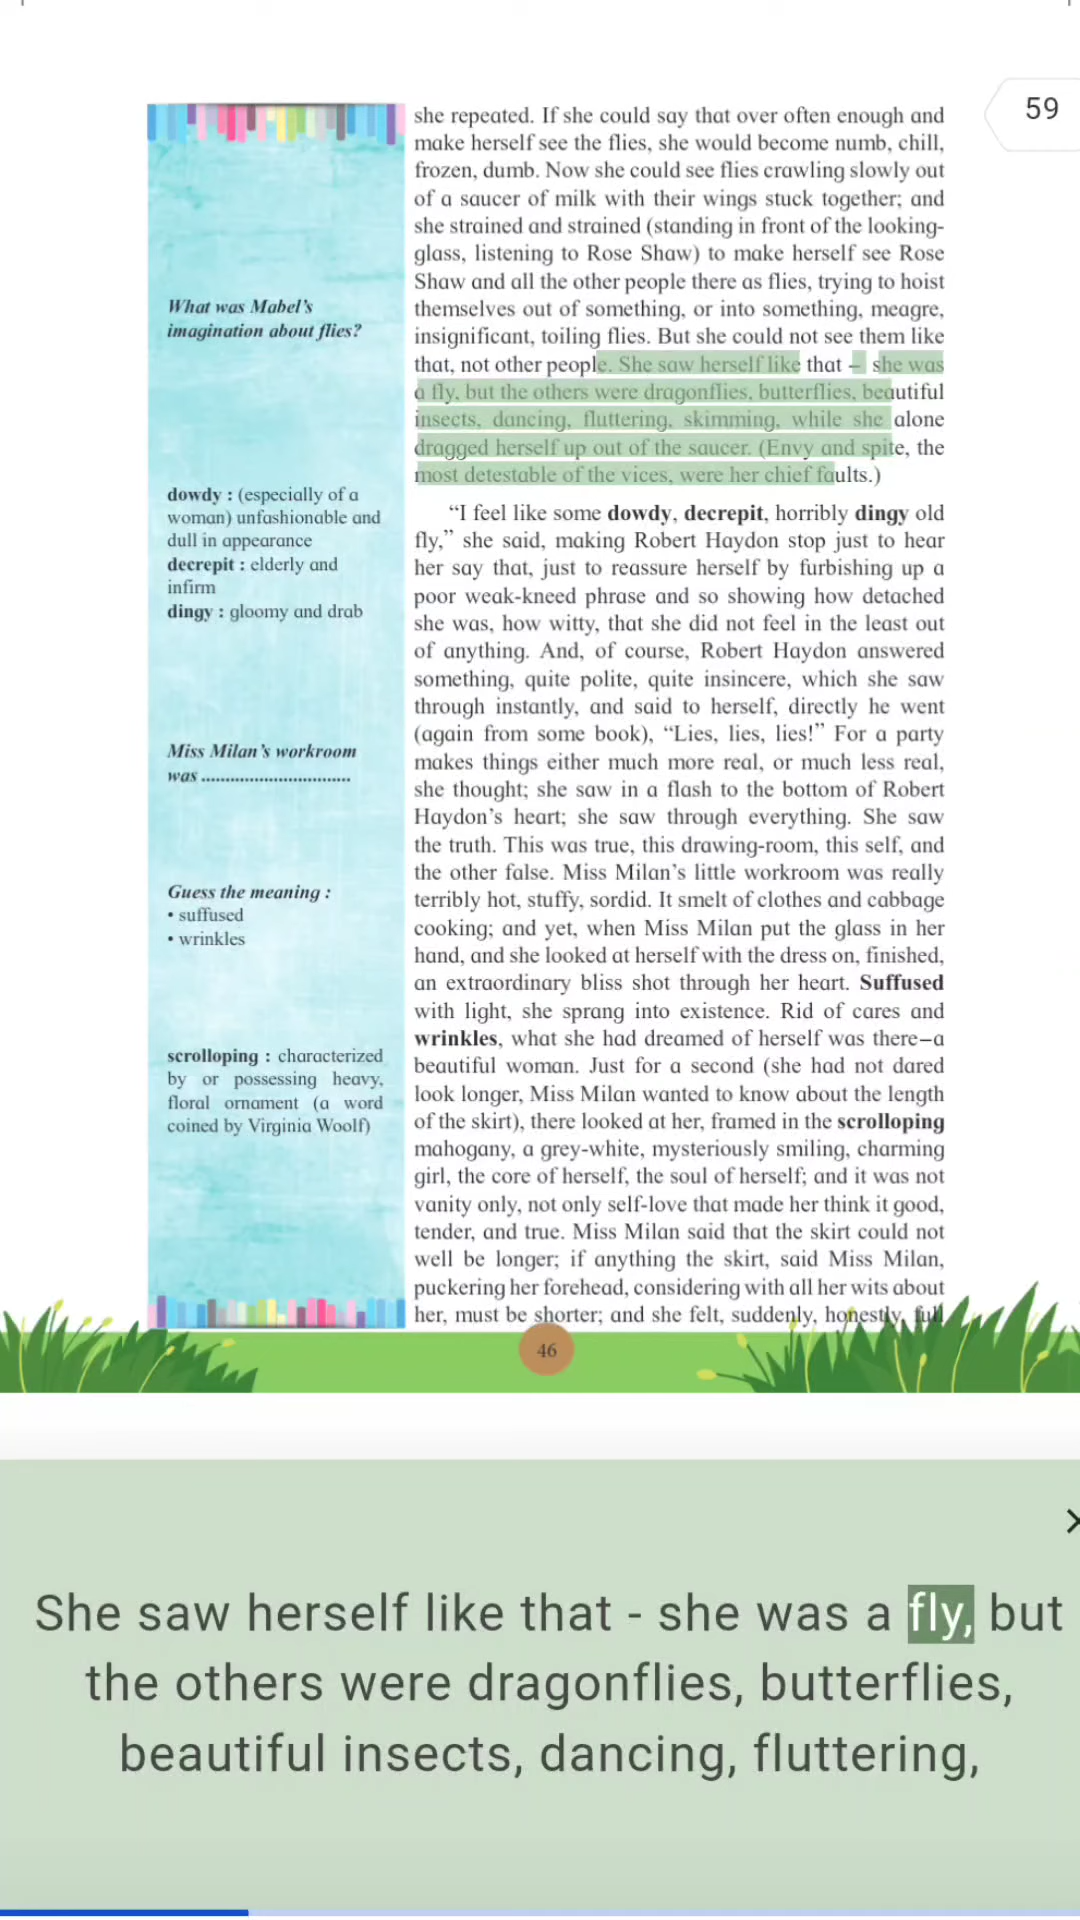 59
she repeated. If she could say that over often enough and
make herself see the flies, she would become numb, chill,
frozen, dumb. Now she could see flies crawling slowly out
of a saucer of milk with their wings stuck together; and
she strained and strained (standing in front of the looking-
glass, listening to Rose Shaw) to make herself see Rose
Shaw and all the other people there as flies, trying to hoist
themselves out of something, or into something, meagre,
insignificant, toiling flies. But she could not see them like
that, not other people. She saw herself like that – she was
a fly, but the others were dragonflies, butterflies, beautiful
insects, dancing, fluttering, skimming, while she alone
dragged herself up out of the saucer. (Envy and spite, the
most detestable of the vices, were her chief faults.)
“I feel like some dowdy, decrepit, horribly dingy old
fly,” she said, making Robert Haydon stop just to hear
her say that, just to reassure herself by furbishing up a
poor weak-kneed phrase and so showing how detached
she was, how witty, that she did not feel in the least out
of anything. And, of course, Robert Haydon answered
something, quite polite, quite insincere, which she saw
through instantly, and said to herself, directly he went
(again from some book), “Lies, lies, lies!” For a party
makes things either much more real, or much less real,
she thought; she saw in a flash to the bottom of Robert
Haydon’s heart; she saw through everything. She saw
the truth. This was true, this drawing-room, this self, and
the other false. Miss Milan’s little workroom was really
terribly hot, stuffy, sordid. It smelt of clothes and cabbage
cooking; and yet, when Miss Milan put the glass in her
hand, and she looked at herself with the dress on, finished,
an extraordinary bliss shot through her heart. Suffused
with light, she sprang into existence. Rid of cares and
wrinkles, what she had dreamed of herself was there–a
beautiful woman. Just for a second (she had not dared
look longer, Miss Milan wanted to know about the length
of the skirt), there looked at her, framed in the scrolloping
mahogany, a grey-white, mysteriously smiling, charming
girl, the core of herself, the soul of herself; and it was not
vanity only, not only self-love that made her think it good,
tender, and true. Miss Milan said that the skirt could not
well be longer; if anything the skirt, said Miss Milan,
puckering her forehead, considering with all her wits about
her, must be shorter; and she felt, suddenly, honestly, full
What was Mabel’s
imagination about flies?
dowdy : (especially of a
woman) unfashionable and
dull in appearance
decrepit : elderly and
infirm
dingy : gloomy and drab
Miss Milan’s workroom
was ...............................
Guess the meaning :
• suffused
• wrinkles
scrolloping : characterized
by or possessing heavy,
floral ornament (a word
coined by Virginia Woolf)
46
She saw herself like that - she was a fly, but
the others were dragonflies, butterflies,
beautiful insects, dancing, fluttering,